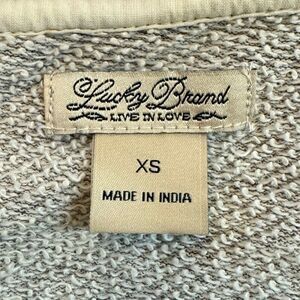 Lucky Brand
LIVE IN LOVE
XS
MADE IN INDIA